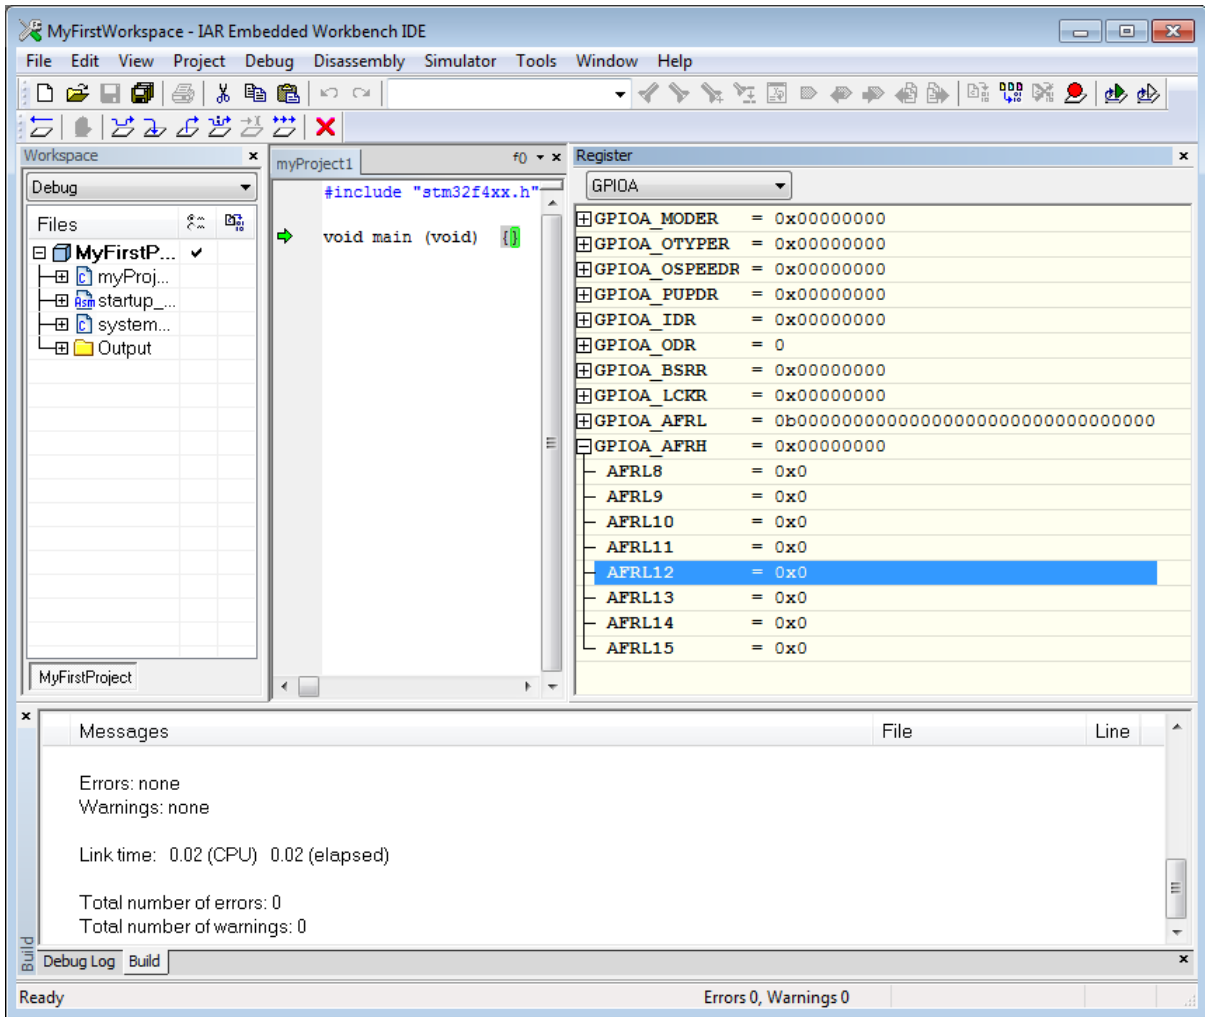 MyFirstWorkspace - IAR Embedded Workbench IDE
File Edit View Project Debug Disassembly Simulator Tools Window Help
Workspace
Debug
Files
MyFirstP...
myProj...
startup_...
system...
Output
MyFirstProject
myProject1
f()
#include "stm32f4xx.h"
void main (void) {}
Register
GPIOA
GPIOA_MODER = 0x00000000
GPIOA_OTYPER = 0x00000000
GPIOA_OSPEEDR = 0x00000000
GPIOA_PUPDR = 0x00000000
GPIOA_IDR = 0x00000000
GPIOA_ODR = 0
GPIOA_BSRR = 0x00000000
GPIOA_LCKR = 0x00000000
GPIOA_AFRL = 0b00000000000000000000000000000000
GPIOA_AFRH = 0x00000000
AFRL8 = 0x0
AFRL9 = 0x0
AFRL10 = 0x0
AFRL11 = 0x0
AFRL12 = 0x0
AFRL13 = 0x0
AFRL14 = 0x0
AFRL15 = 0x0
Messages File Line
Errors: none
Warnings: none
Link time: 0.02 (CPU) 0.02 (elapsed)
Total number of errors: 0
Total number of warnings: 0
Build
Debug Log Build
Ready Errors 0, Warnings 0